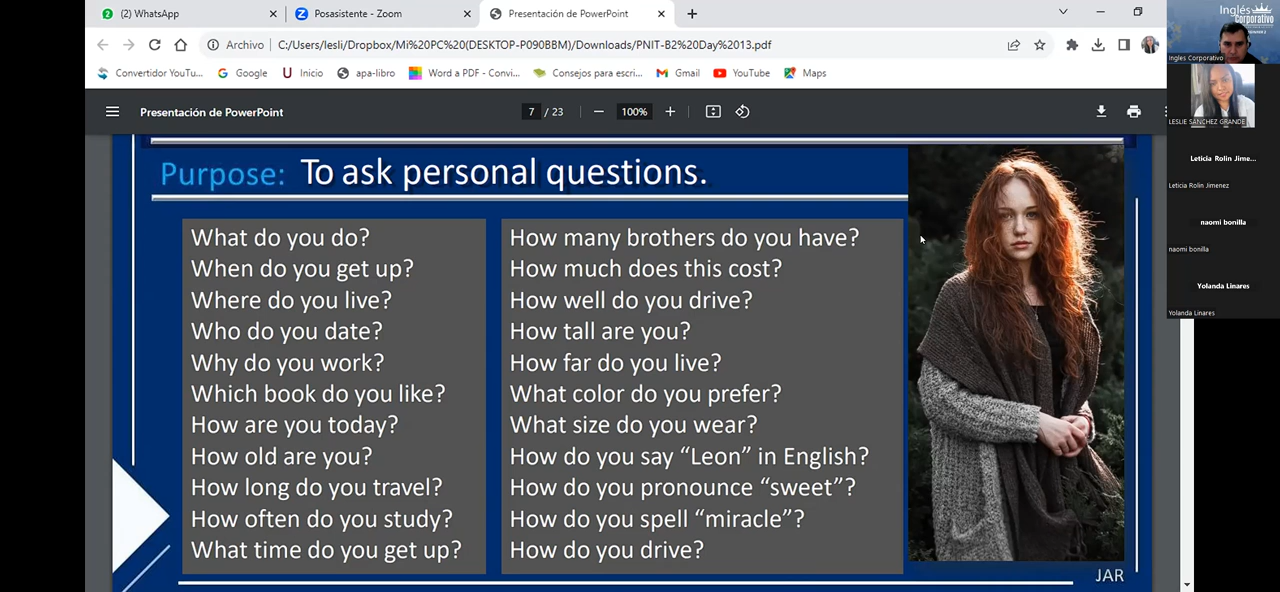 (2) WhatsApp
Posasistente - Zoom
Presentación de PowerPoint
Archivo
C:/Users/lesli/Dropbox/Mi%20PC%20(DESKTOP-P090BBM)/Downloads/PNIT-B2%20Day%2013.pdf
Convertidor YouTu...
Google
Inicio
apa-libro
Word a PDF - Convi...
Consejos para escri...
Gmail
YouTube
Maps
Presentación de PowerPoint
7 / 23
100%
Purpose: To ask personal questions.
What do you do?
When do you get up?
Where do you live?
Who do you date?
Why do you work?
Which book do you like?
How are you today?
How old are you?
How long do you travel?
How often do you study?
What time do you get up?
How many brothers do you have?
How much does this cost?
How well do you drive?
How tall are you?
How far do you live?
What color do you prefer?
What size do you wear?
How do you say “Leon” in English?
How do you pronounce “sweet”?
How do you spell “miracle”?
How do you drive?
JAR
Inglés
Corporativo
Ingles Corporativo
LESLIE SANCHEZ GRANDE
Leticia Rolin Jime...
Leticia Rolin Jimenez
naomi bonilla
naomi bonilla
Yolanda Linares
Yolanda Linares